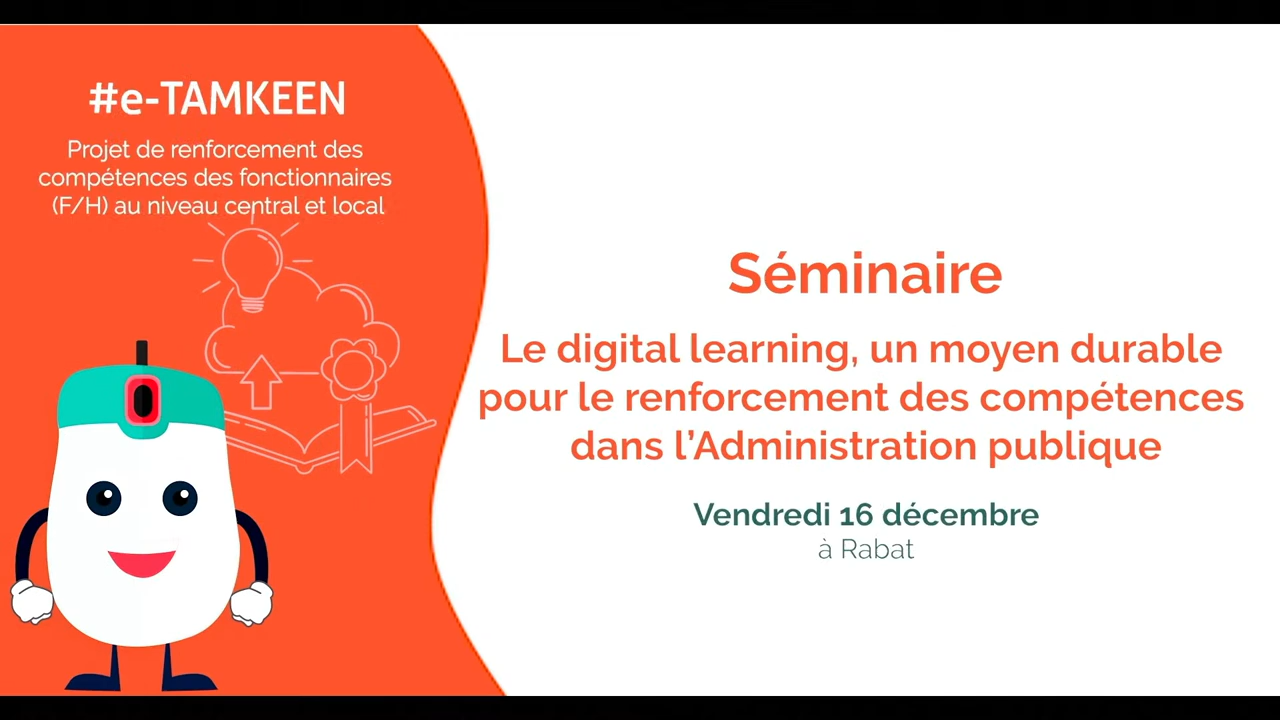 #e-TAMKEEN
Projet de renforcement des
compétences des fonctionnaires
(F/H) au niveau central et local
Séminaire
Le digital learning, un moyen durable
pour le renforcement des compétences
dans l’Administration publique
Vendredi 16 décembre
à Rabat